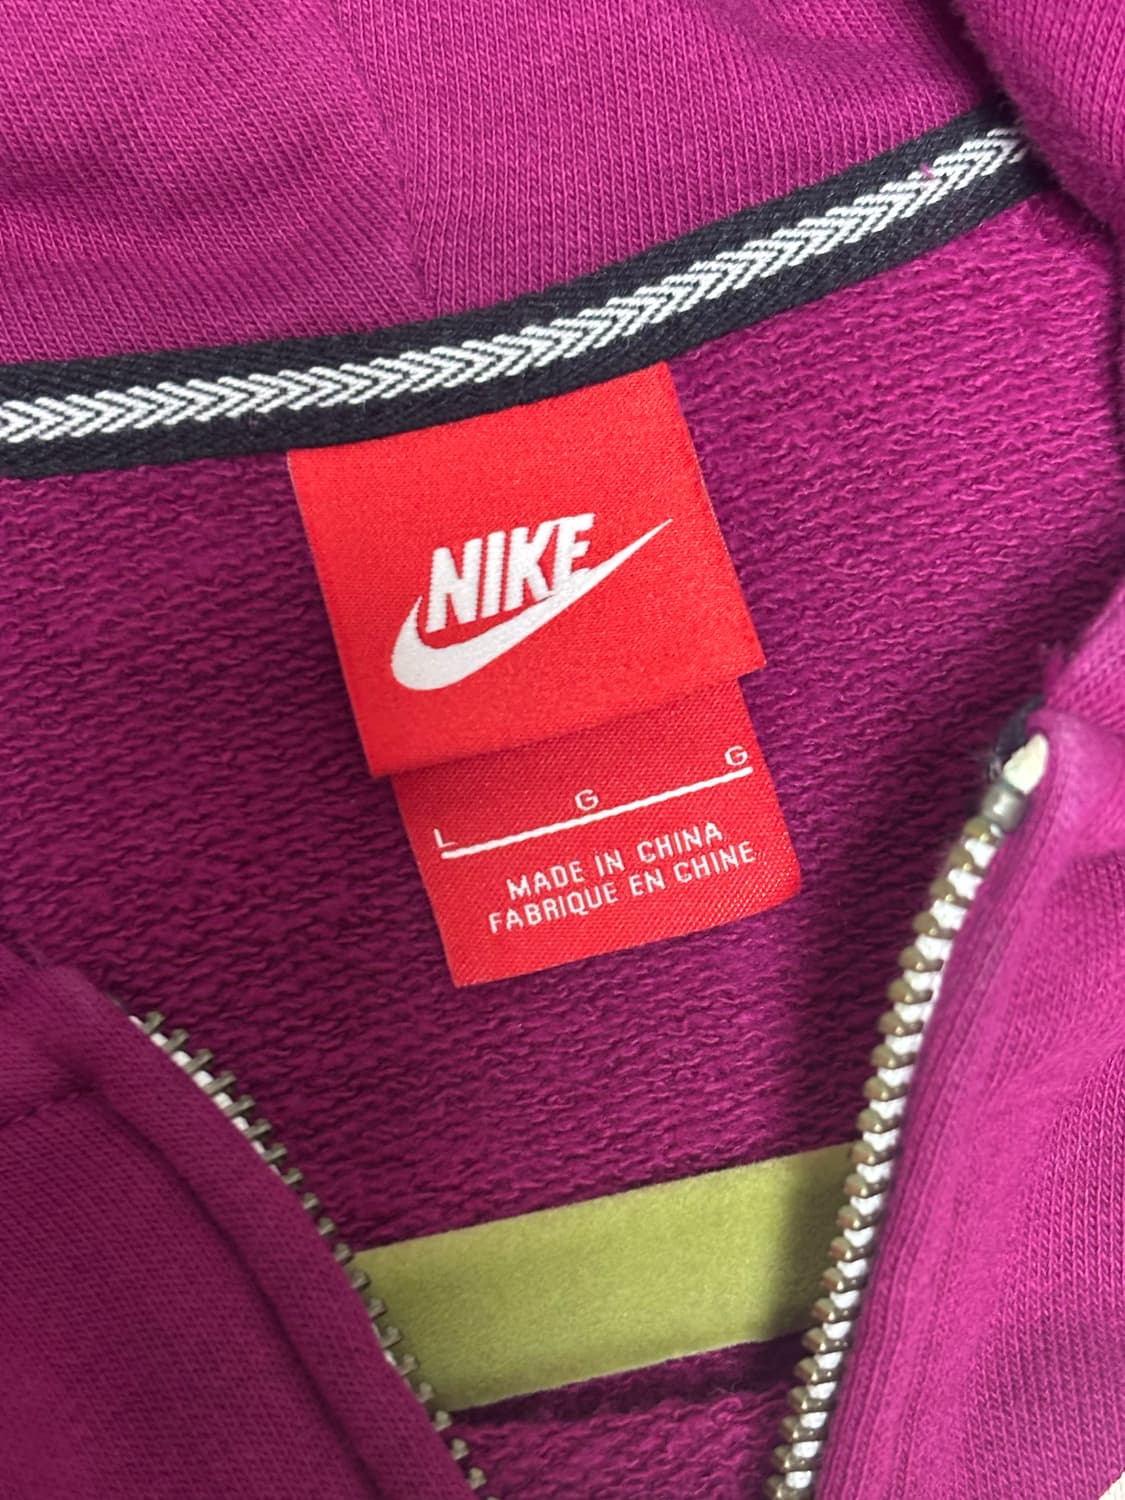 NIKE
L G G
MADE IN CHINA
FABRIQUE EN CHINE